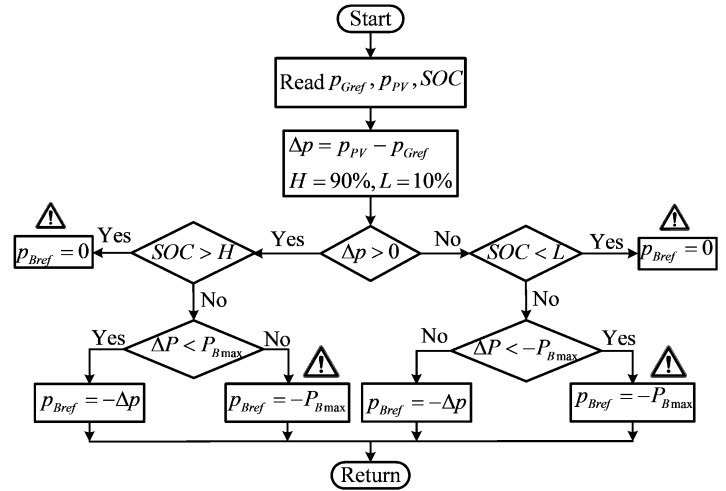 Start
Read p_Gref, p_PV, SOC
Δp = p_PV − p_Gref
H = 90%, L = 10%
Yes
SOC > H
Yes
Δp > 0
No
SOC < L
Yes
p_Bref = 0
p_Bref = 0
No
No
Yes
ΔP < P_Bmax
No
No
ΔP < −P_Bmax
Yes
p_Bref = −Δp
p_Bref = −P_Bmax
p_Bref = −Δp
p_Bref = −P_Bmax
Return